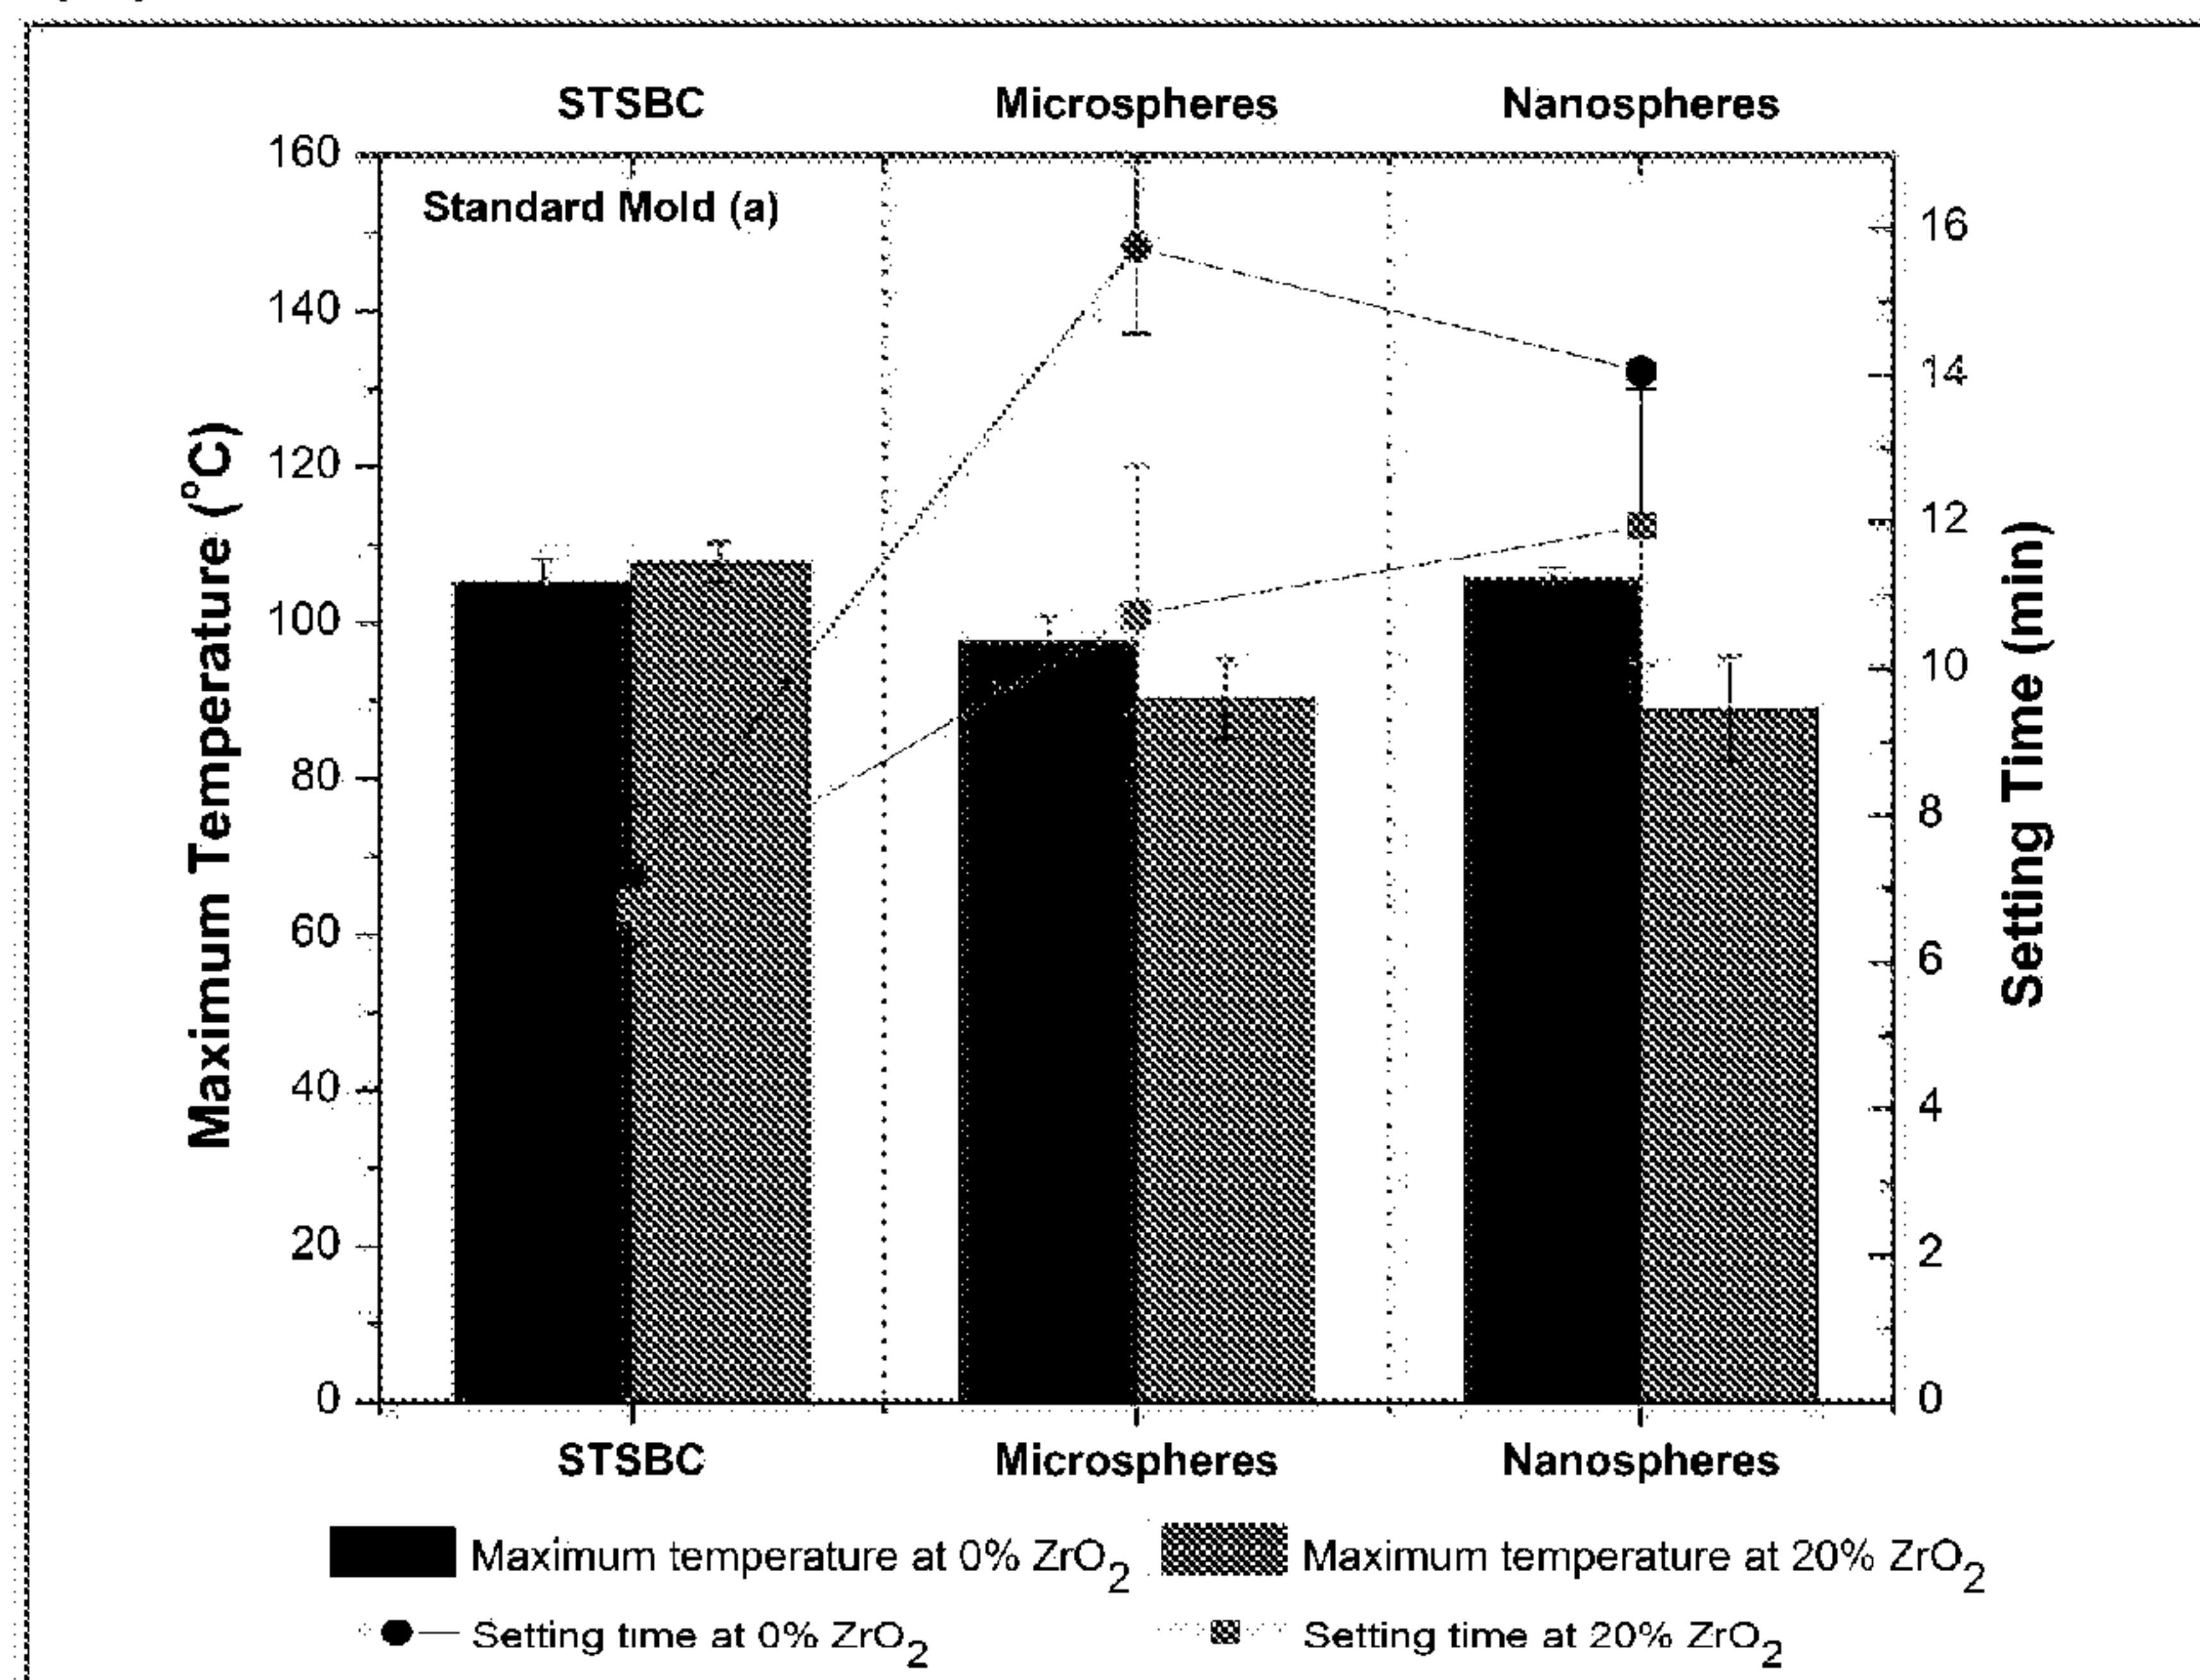 STSBC Microspheres Nanospheres
Standard Mold (a)
160
140
120
100
80
60
40
20
0
Maximum Temperature (°C)
16
14
12
10
8
6
4
2
0
Setting Time (min)
STSBC Microspheres Nanospheres
Maximum temperature at 0% ZrO2 Maximum temperature at 20% ZrO2
Setting time at 0% ZrO2 Setting time at 20% ZrO2